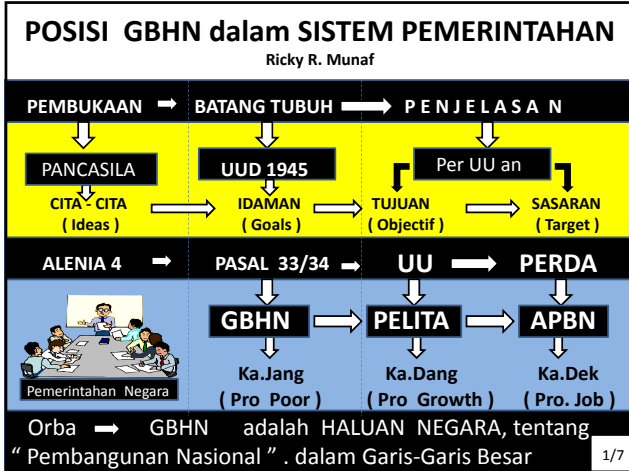 POSISI GBHN dalam SISTEM PEMERINTAHAN
Ricky R. Munaf
PEMBUKAAN BATANG TUBUH P E N J E L A S A N
PANCASILA UUD 1945 Per UU an
CITA - CITA IDAMAN TUJUAN SASARAN
( Ideas ) ( Goals ) ( Objectif ) ( Target )
ALENIA 4 PASAL 33/34 UU PERDA
GBHN PELITA APBN
Ka.Jang Ka.Dang Ka.Dek
Pemerintahan Negara ( Pro Poor ) ( Pro Growth ) ( Pro. Job )
Orba GBHN adalah HALUAN NEGARA, tentang
“ Pembangunan Nasional ” . dalam Garis-Garis Besar 1/7